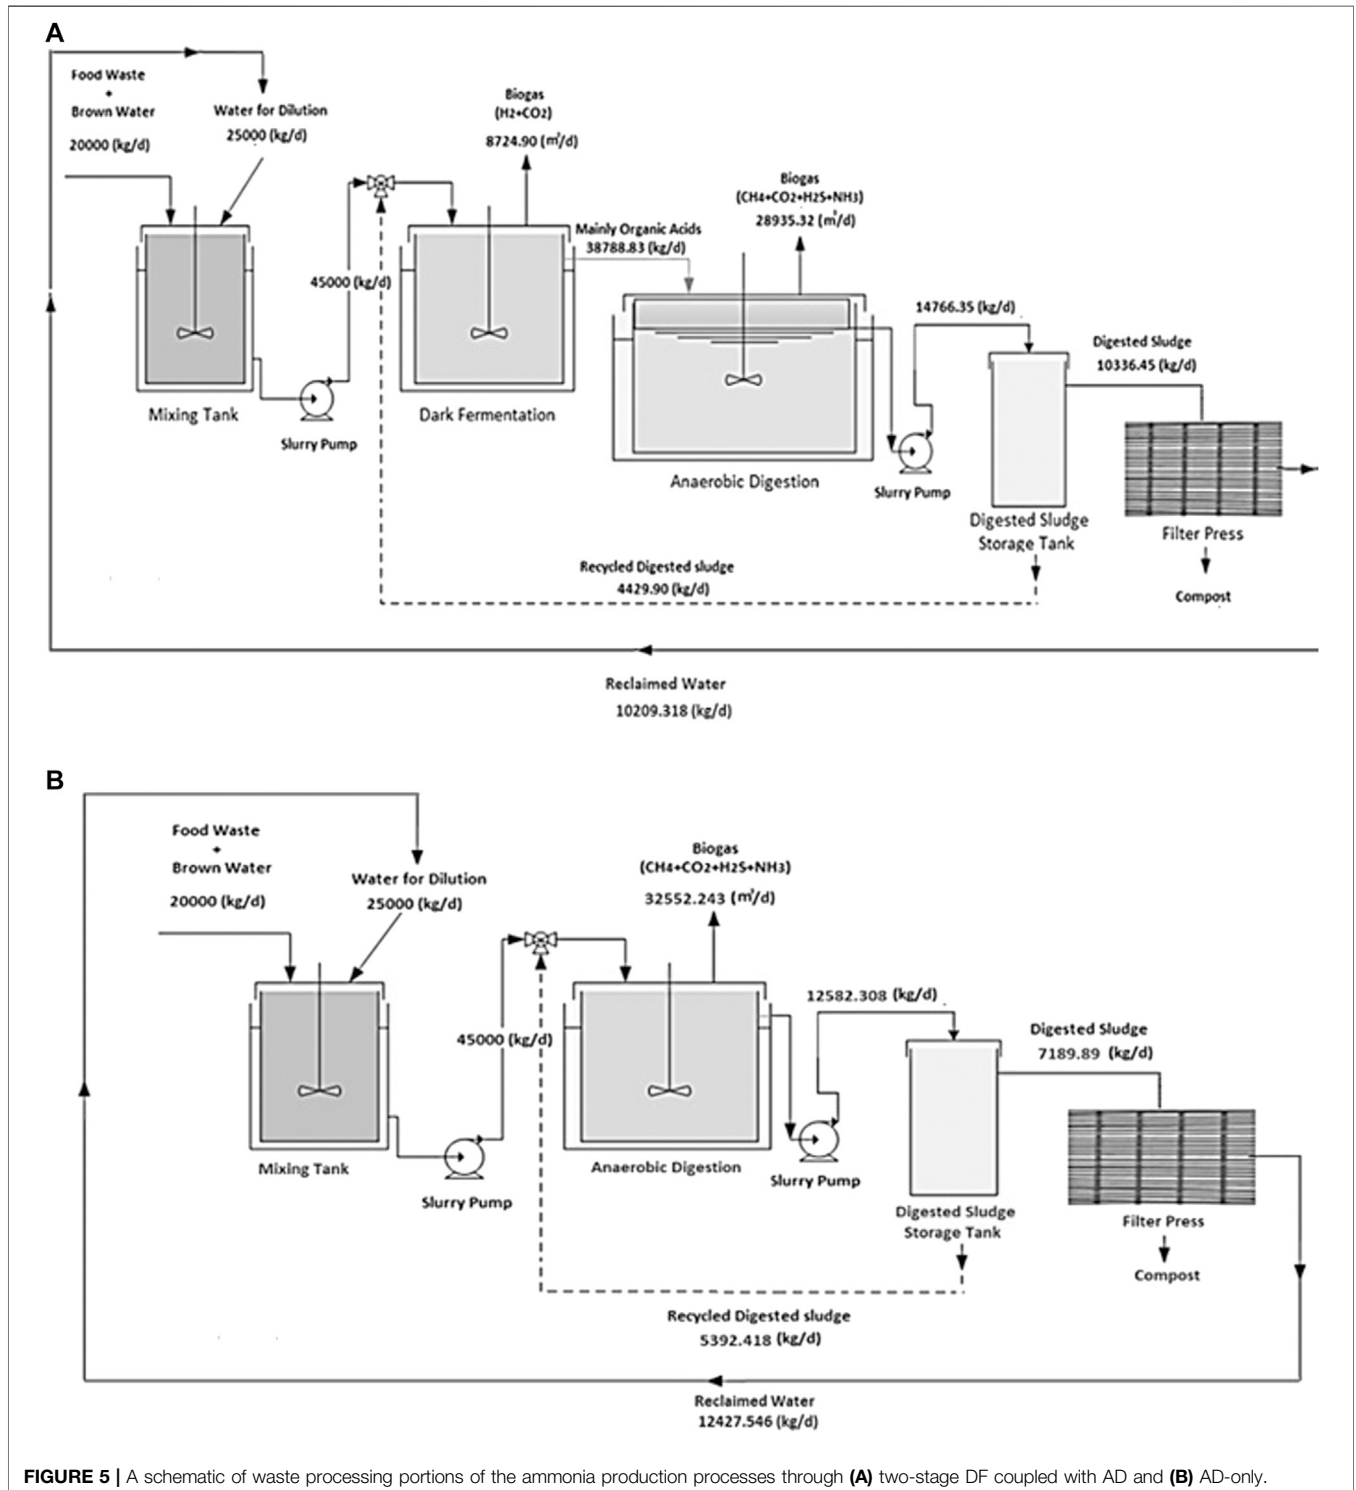 A
Food Waste
+
Brown Water
20000 (kg/d)
Water for Dilution
25000 (kg/d)
Biogas
(H2+CO2)
8724.90 (m³/d)
Biogas
(CH4+CO2+H2S+NH3)
28935.32 (m³/d)
Mainly Organic Acids
38788.83 (kg/d)
45000 (kg/d)
14766.35 (kg/d)
Digested Sludge
10336.45 (kg/d)
Mixing Tank
Slurry Pump
Dark Fermentation
Anaerobic Digestion
Slurry Pump
Digested Sludge
Storage Tank
Filter Press
Compost
Recycled Digested sludge
4429.90 (kg/d)
Reclaimed Water
10209.318 (kg/d)
B
Food Waste
+
Brown Water
20000 (kg/d)
Water for Dilution
25000 (kg/d)
Biogas
(CH4+CO2+H2S+NH3)
32552.243 (m³/d)
45000 (kg/d)
12582.308 (kg/d)
Digested Sludge
7189.89 (kg/d)
Mixing Tank
Slurry Pump
Anaerobic Digestion
Slurry Pump
Digested Sludge
Storage Tank
Filter Press
Compost
Recycled Digested sludge
5392.418 (kg/d)
Reclaimed Water
12427.546 (kg/d)
FIGURE 5 | A schematic of waste processing portions of the ammonia production processes through (A) two-stage DF coupled with AD and (B) AD-only.